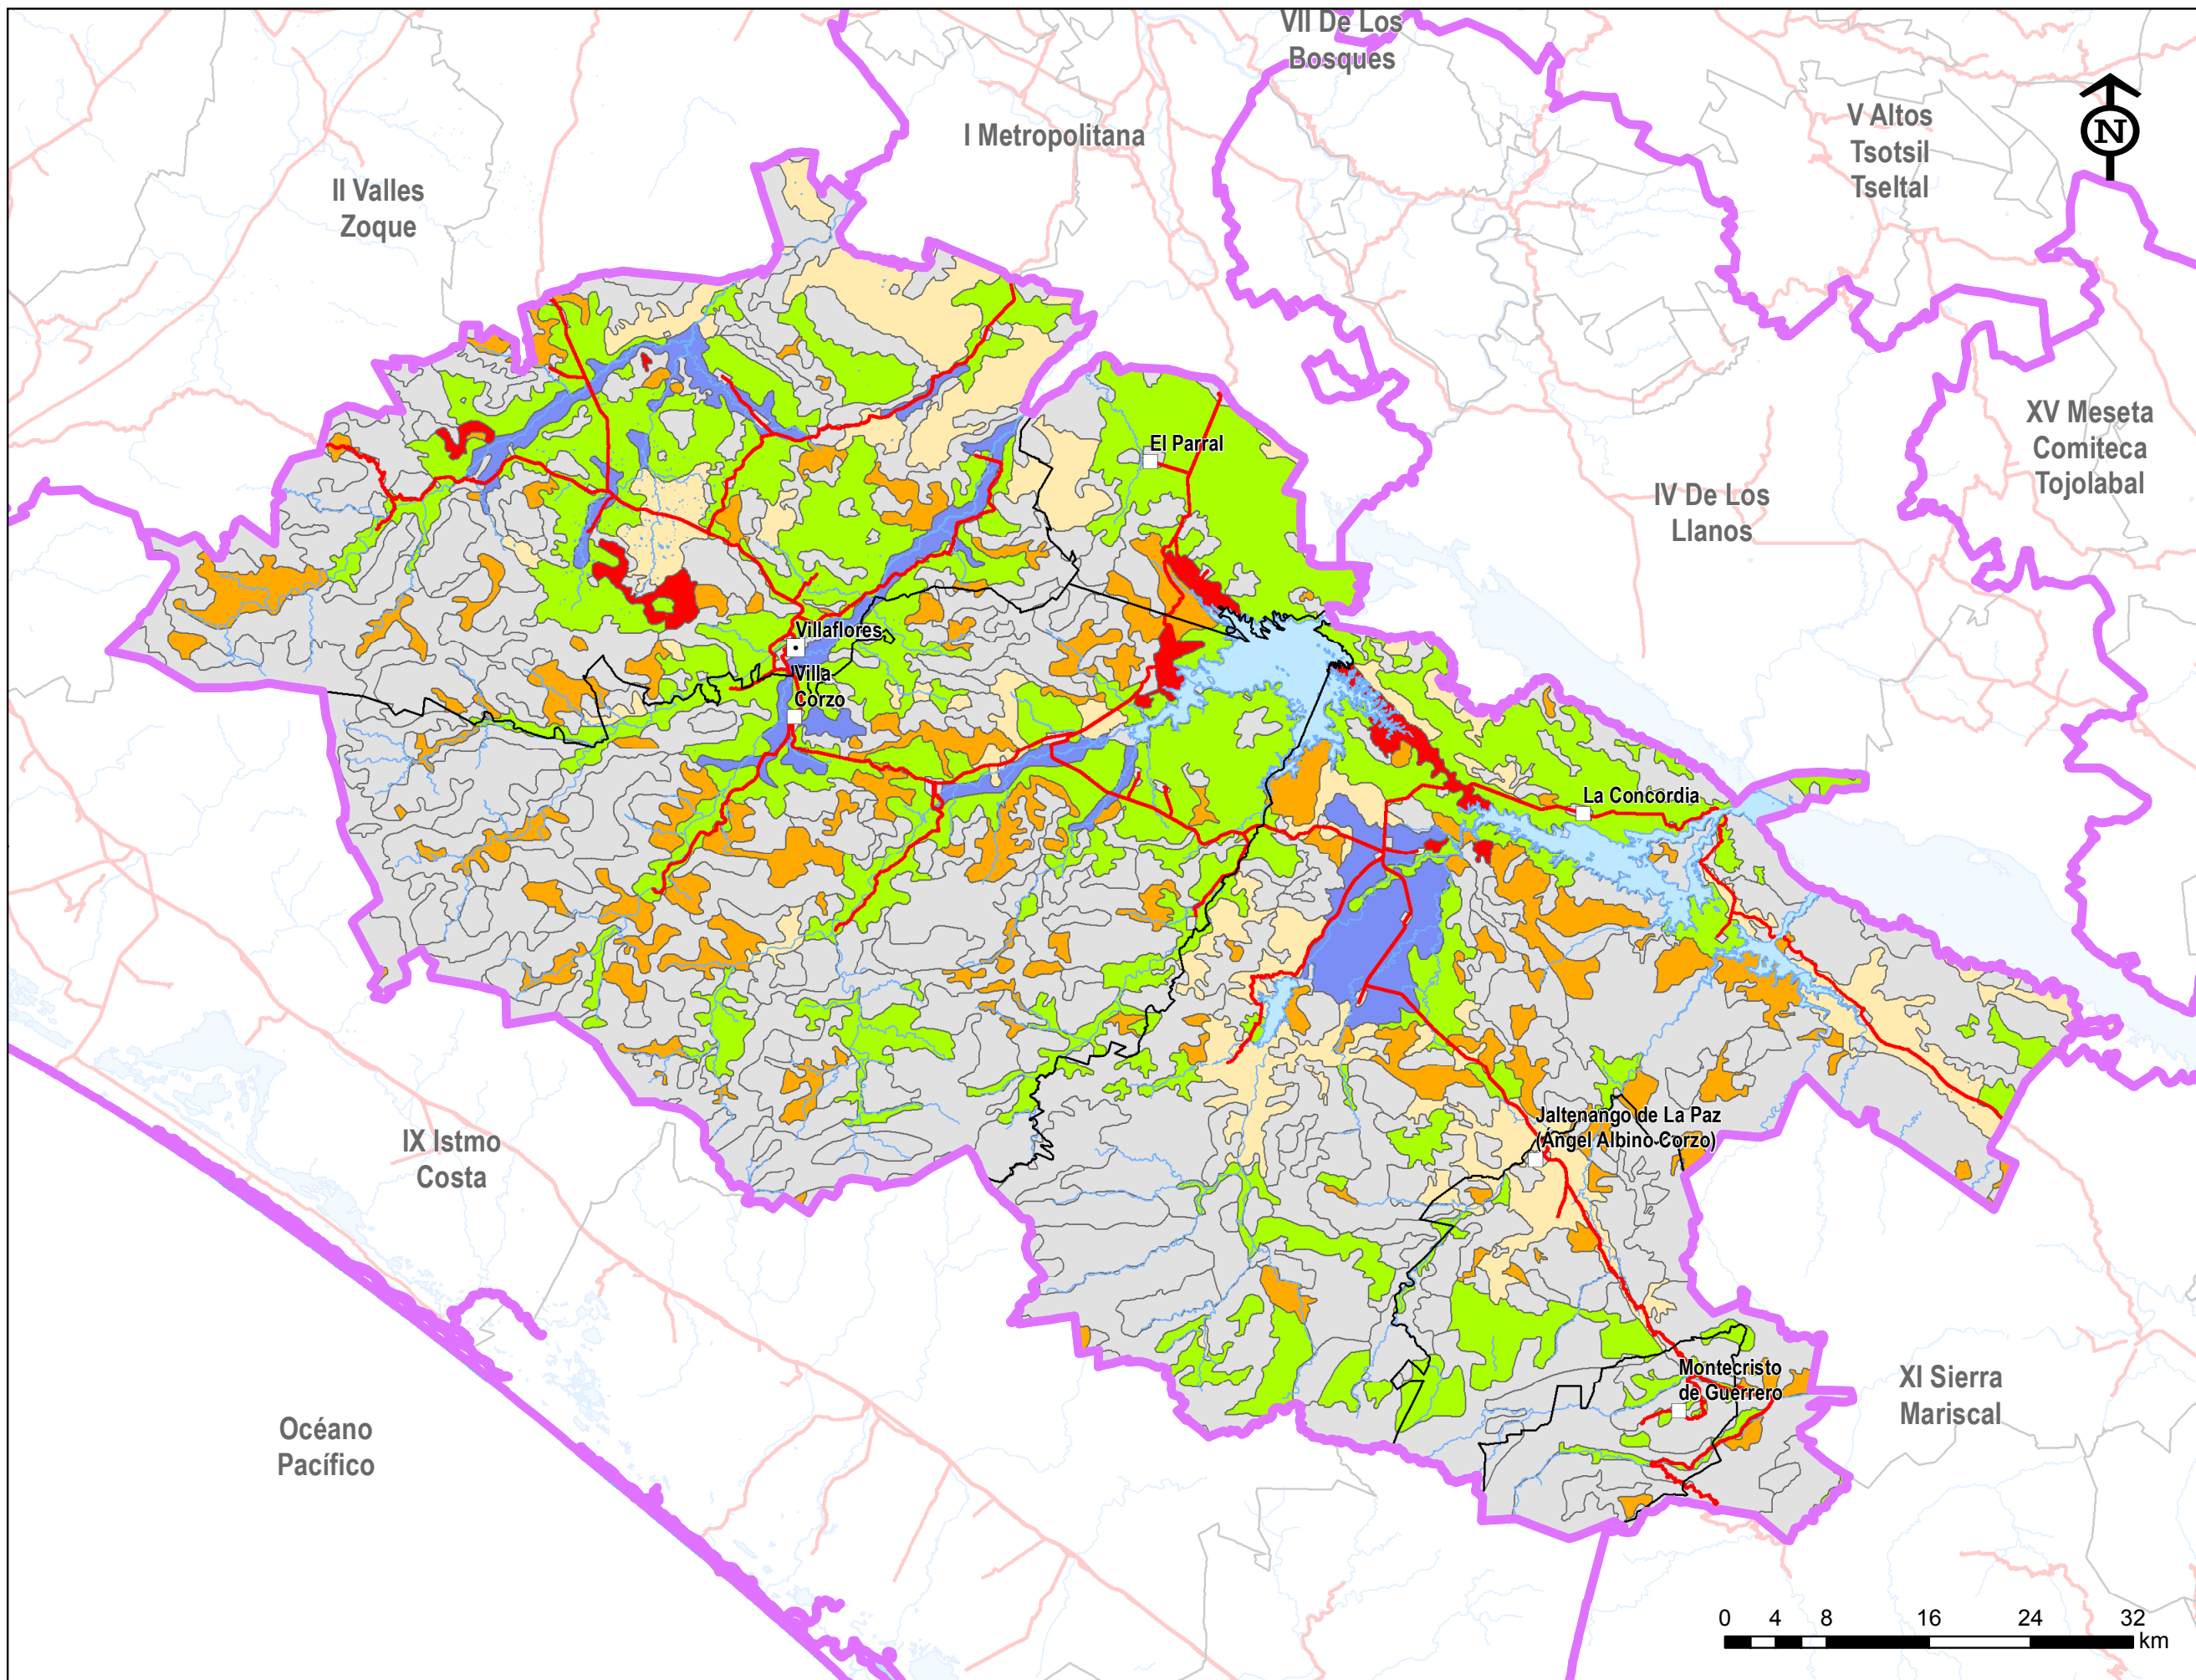 VII De Los
Bosques
I Metropolitana
V Altos
Tsotsil
Tseltal
N
II Valles
Zoque
XV Meseta
Comiteca
Tojolabal
El Parral
IV De Los
Llanos
Villaflores
Villa
Corzo
La Concordia
Jaltenango de La Paz
(Ángel Albino Corzo)
IX Istmo
Costa
Montecristo
de Guerrero
XI Sierra
Mariscal
Océano
Pacífico
0 4 8 16 24 32
km